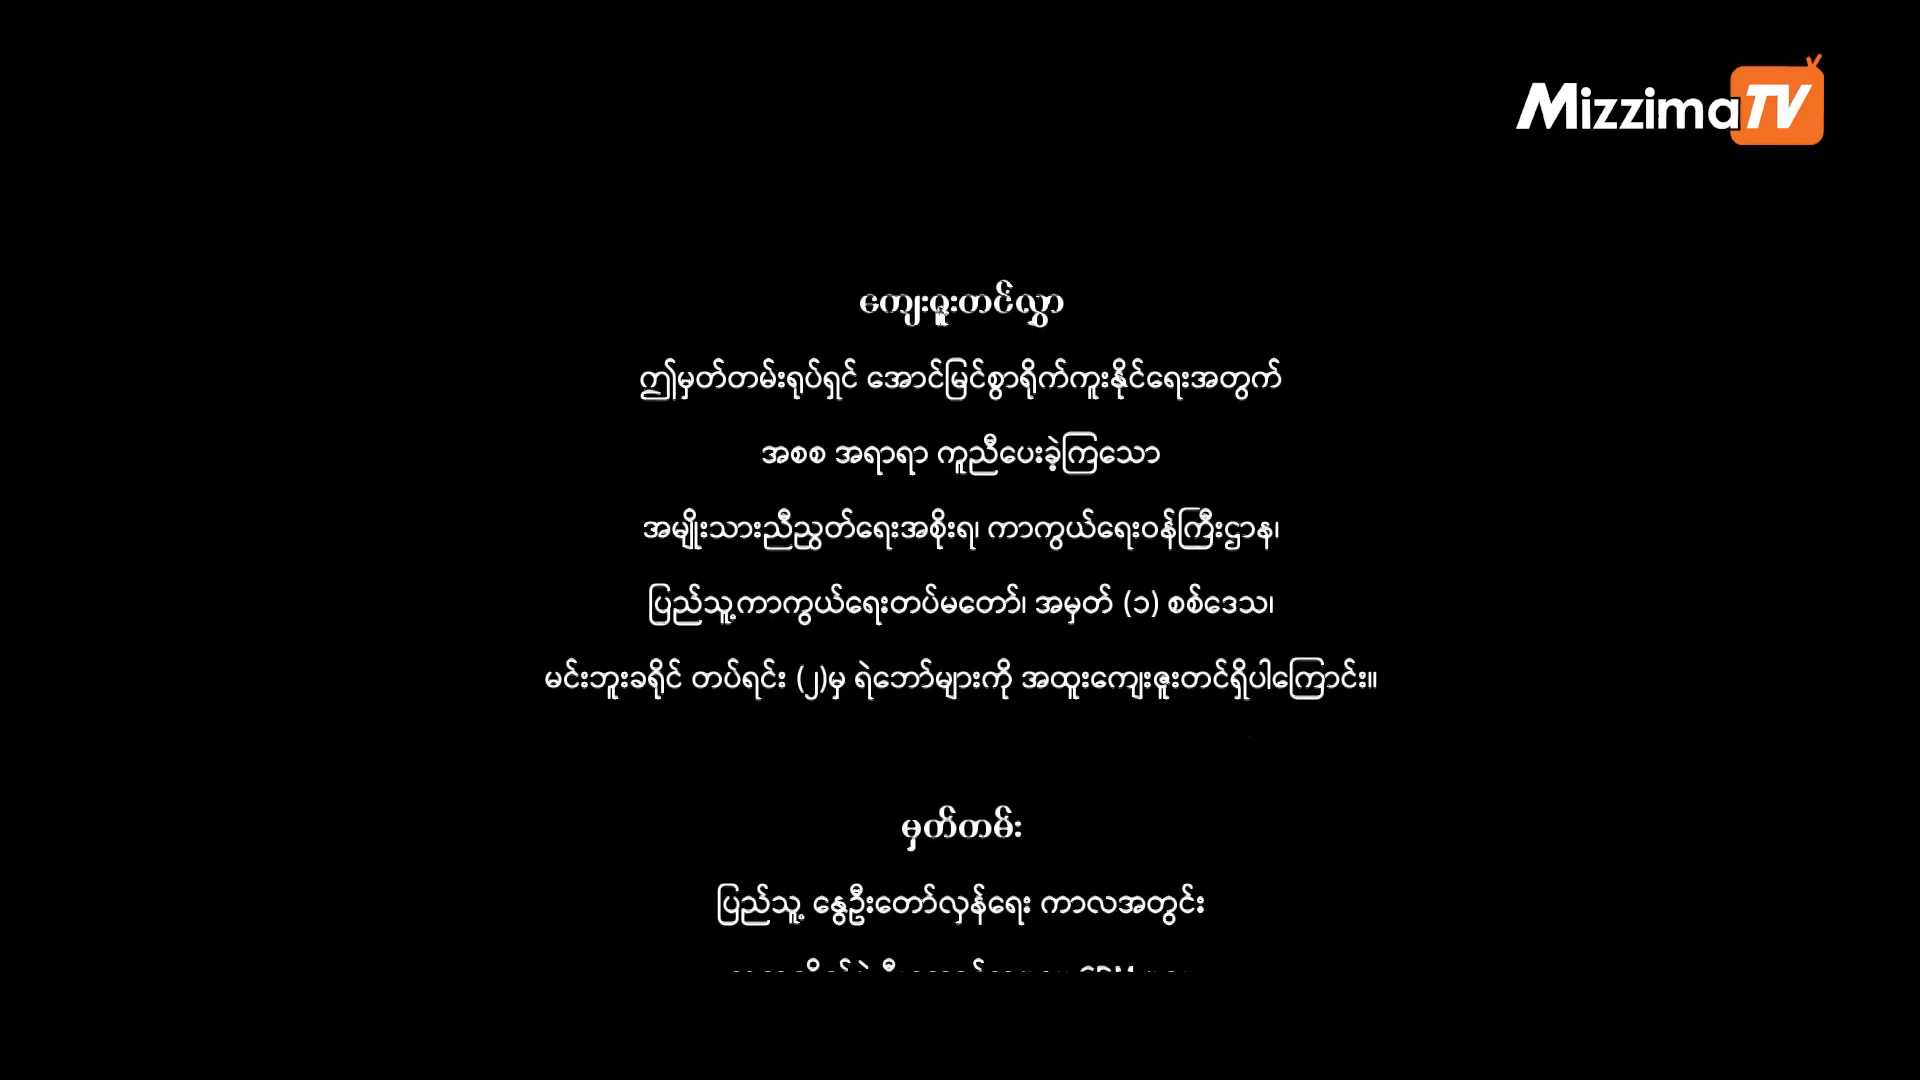 MizzimaTV
ကျေးဇူးတင်လွှာ
ဤမှတ်တမ်းရုပ်ရှင် အောင်မြင်စွာရိုက်ကူးနိုင်ရေးအတွက်
အစစ အရာရာ ကူညီပေးခဲ့ကြသော
အမျိုးသားညီညွတ်ရေးအစိုးရ၊ ကာကွယ်ရေးဝန်ကြီးဌာန၊
ပြည်သူ့ကာကွယ်ရေးတပ်မတော်၊ အမှတ် (၁) စစ်ဒေသ၊
မင်းဘူးခရိုင် တပ်ရင်း (၂)မှ ရဲဘော်များကို အထူးကျေးဇူးတင်ရှိပါကြောင်း။
မှတ်တမ်း
ပြည်သူ့ နွေဦးတော်လှန်ရေး ကာလအတွင်း
CDM